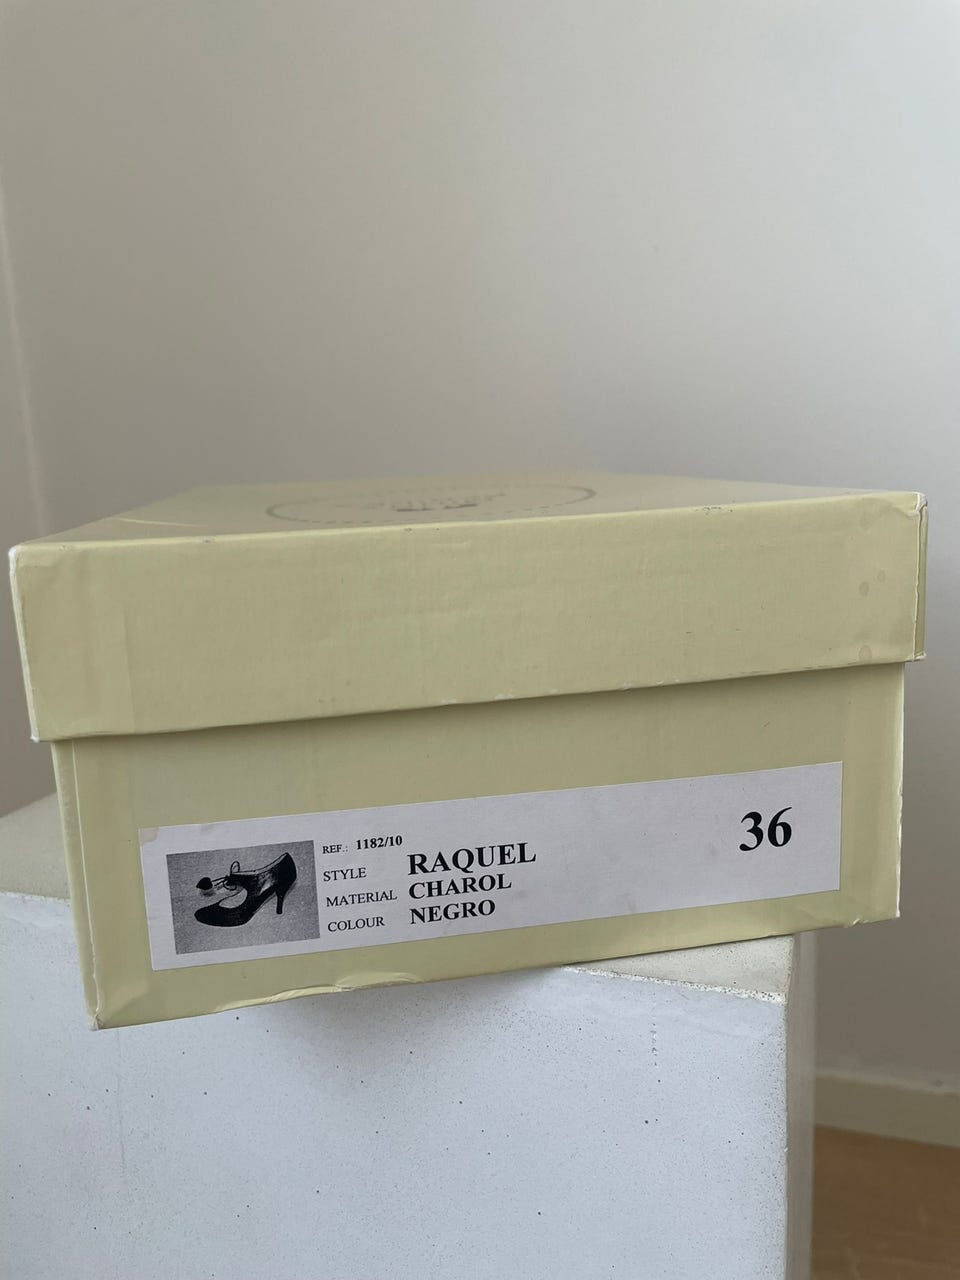 REF.: 1182/10
STYLE RAQUEL
MATERIAL CHAROL
COLOUR NEGRO
36